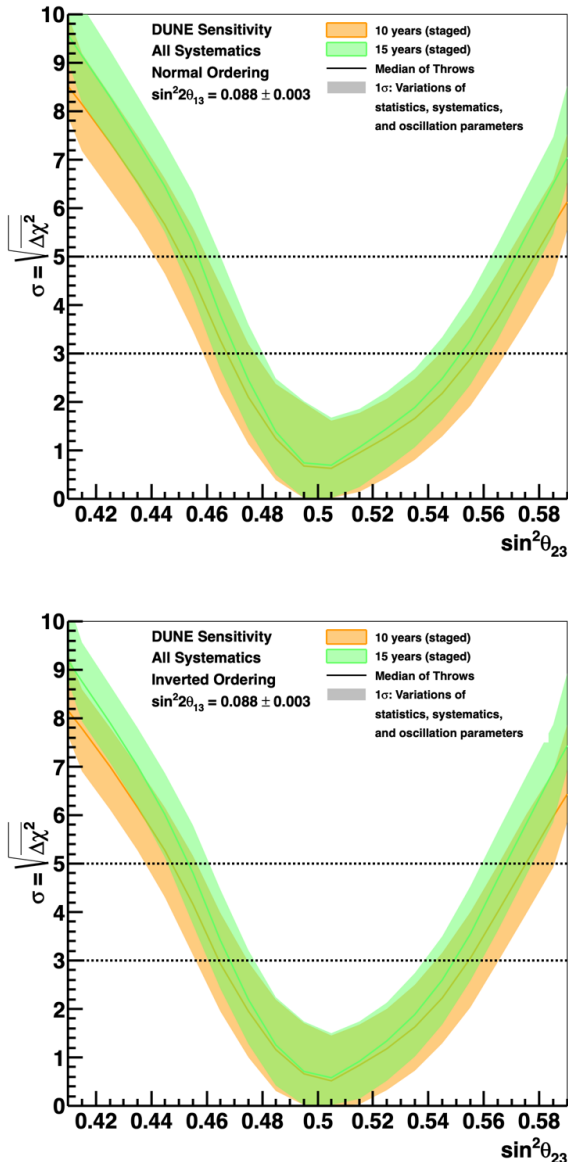 10
9
8
7
6
5
4
3
2
1
0
σ = √Δχ²
DUNE Sensitivity
All Systematics
Normal Ordering
sin²2θ₁₃ = 0.088 ± 0.003
10 years (staged)
15 years (staged)
Median of Throws
1σ: Variations of
statistics, systematics,
and oscillation parameters
0.42 0.44 0.46 0.48 0.5 0.52 0.54 0.56 0.58
sin²θ₂₃
10
9
8
7
6
5
4
3
2
1
0
σ = √Δχ²
DUNE Sensitivity
All Systematics
Inverted Ordering
sin²2θ₁₃ = 0.088 ± 0.003
10 years (staged)
15 years (staged)
Median of Throws
1σ: Variations of
statistics, systematics,
and oscillation parameters
0.42 0.44 0.46 0.48 0.5 0.52 0.54 0.56 0.58
sin²θ₂₃